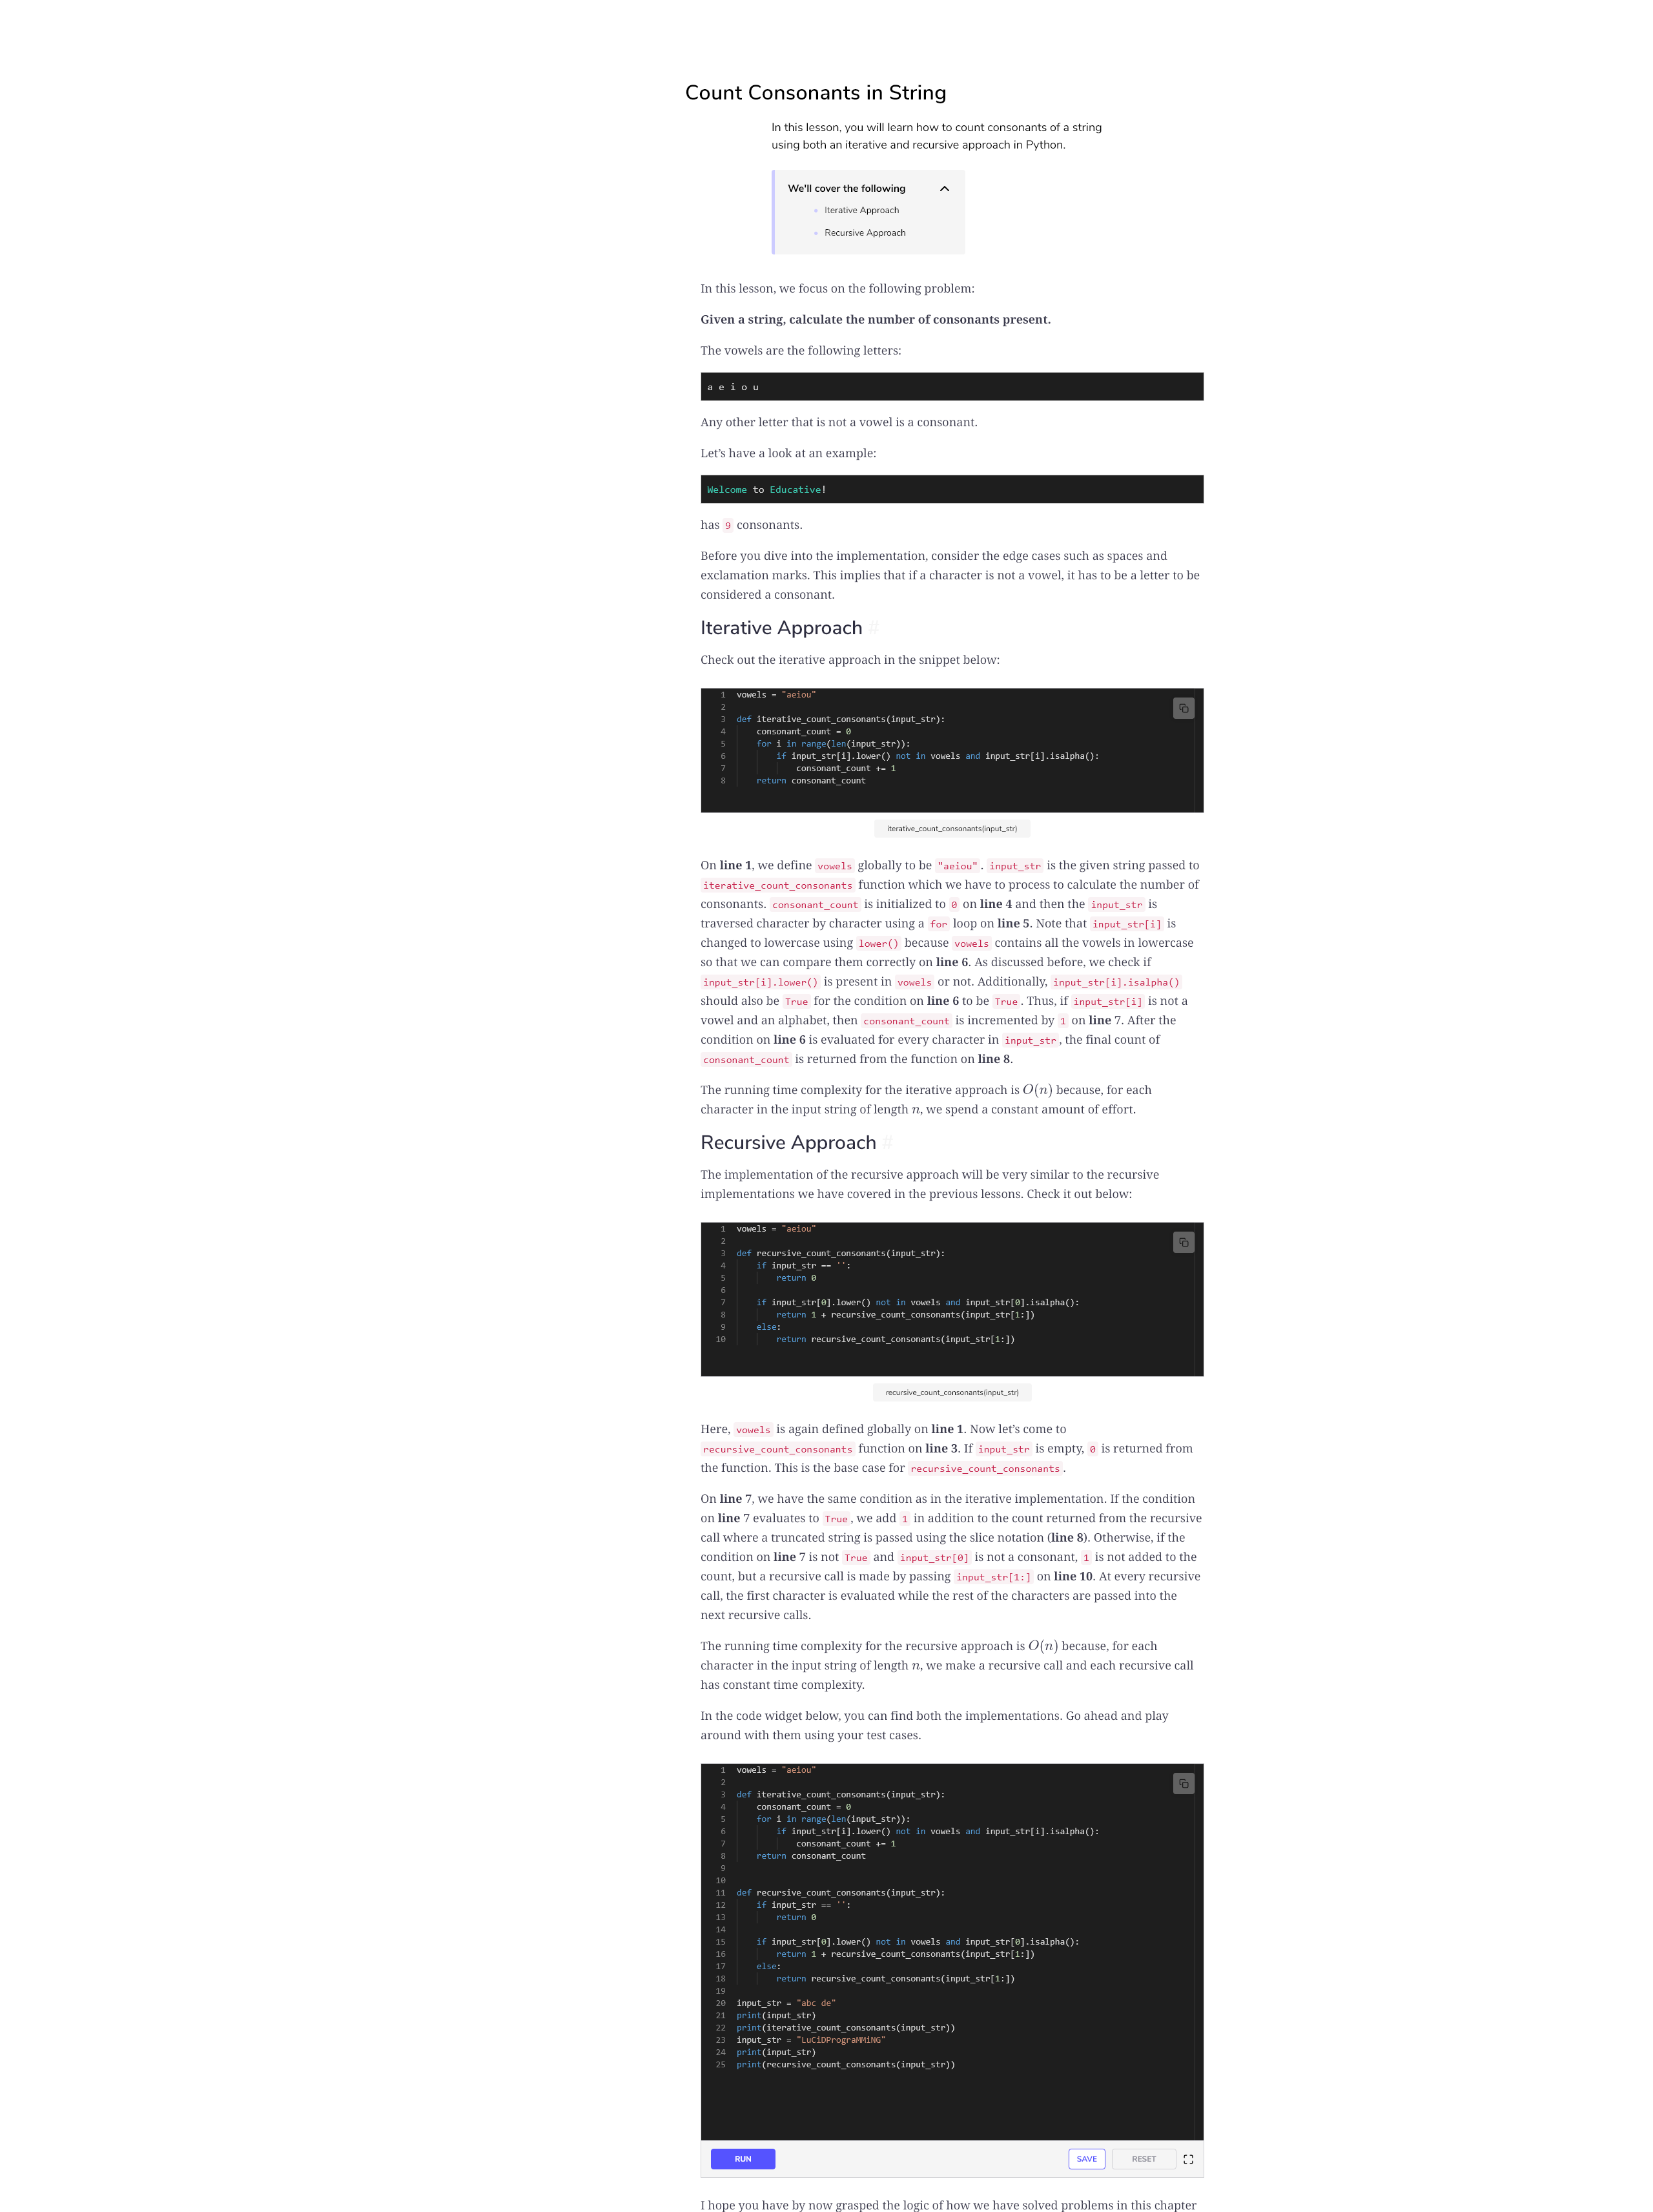 Count Consonants in String
In this lesson, you will learn how to count consonants of a string
using both an iterative and recursive approach in Python.
We'll cover the following
Iterative Approach
Recursive Approach
In this lesson, we focus on the following problem:
Given a string, calculate the number of consonants present.
The vowels are the following letters:
a e i o u
Any other letter that is not a vowel is a consonant.
Let's have a look at an example:
Welcome to Educative!
has 9 consonants.
Before you dive into the implementation, consider the edge cases such as spaces and
exclamation marks. This implies that if a character is not a vowel, it has to be a letter to be
considered a consonant.
Iterative Approach #
Check out the iterative approach in the snippet below:
1 vowels = "aeiou"
2
3 def iterative_count_consonants(input_str):
4     consonant_count = 0
5     for i in range(len(input_str)):
6         if input_str[i].lower() not in vowels and input_str[i].isalpha():
7             consonant_count += 1
8     return consonant_count
iterative_count_consonants(input_str)
On line 1, we define vowels globally to be "aeiou". input_str is the given string passed to
iterative_count_consonants function which we have to process to calculate the number of
consonants. consonant_count is initialized to 0 on line 4 and then the input_str is
traversed character by character using a for loop on line 5. Note that input_str[i] is
changed to lowercase using lower() because vowels contains all the vowels in lowercase
so that we can compare them correctly on line 6. As discussed before, we check if
input_str[i].lower() is present in vowels or not. Additionally, input_str[i].isalpha()
should also be True for the condition on line 6 to be True. Thus, if input_str[i] is not a
vowel and an alphabet, then consonant_count is incremented by 1 on line 7. After the
condition on line 6 is evaluated for every character in input_str, the final count of
consonant_count is returned from the function on line 8.
The running time complexity for the iterative approach is O(n) because, for each
character in the input string of length n, we spend a constant amount of effort.
Recursive Approach #
The implementation of the recursive approach will be very similar to the recursive
implementations we have covered in the previous lessons. Check it out below:
1 vowels = "aeiou"
2
3 def recursive_count_consonants(input_str):
4     if input_str == '':
5         return 0
6
7     if input_str[0].lower() not in vowels and input_str[0].isalpha():
8         return 1 + recursive_count_consonants(input_str[1:])
9     else:
10         return recursive_count_consonants(input_str[1:])
recursive_count_consonants(input_str)
Here, vowels is again defined globally on line 1. Now let's come to
recursive_count_consonants function on line 3. If input_str is empty, 0 is returned from
the function. This is the base case for recursive_count_consonants.
On line 7, we have the same condition as in the iterative implementation. If the condition
on line 7 evaluates to True, we add 1 in addition to the count returned from the recursive
call where a truncated string is passed using the slice notation (line 8). Otherwise, if the
condition on line 7 is not True and input_str[0] is not a consonant, 1 is not added to the
count, but a recursive call is made by passing input_str[1:] on line 10. At every recursive
call, the first character is evaluated while the rest of the characters are passed into the
next recursive calls.
The running time complexity for the recursive approach is O(n) because, for each
character in the input string of length n, we make a recursive call and each recursive call
has constant time complexity.
In the code widget below, you can find both the implementations. Go ahead and play
around with them using your test cases.
1 vowels = "aeiou"
2
3 def iterative_count_consonants(input_str):
4     consonant_count = 0
5     for i in range(len(input_str)):
6         if input_str[i].lower() not in vowels and input_str[i].isalpha():
7             consonant_count += 1
8     return consonant_count
9
10
11 def recursive_count_consonants(input_str):
12     if input_str == '':
13         return 0
14
15     if input_str[0].lower() not in vowels and input_str[0].isalpha():
16         return 1 + recursive_count_consonants(input_str[1:])
17     else:
18         return recursive_count_consonants(input_str[1:])
19
20 input_str = "abc de"
21 print(input_str)
22 print(iterative_count_consonants(input_str))
23 input_str = "LuCiDPrograMMiNG"
24 print(input_str)
25 print(recursive_count_consonants(input_str))
RUN SAVE RESET
I hope you have by now grasped the logic of how we have solved problems in this chapter